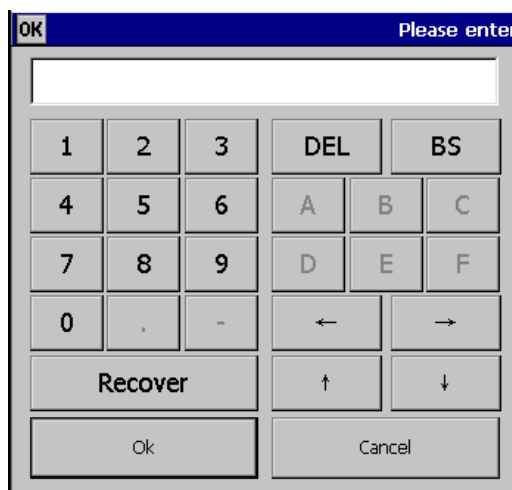 OK Please enter
1 2 3 DEL BS
4 5 6 A B C
7 8 9 D E F
0 . - ← →
Recover ↑ ↓
Ok Cancel